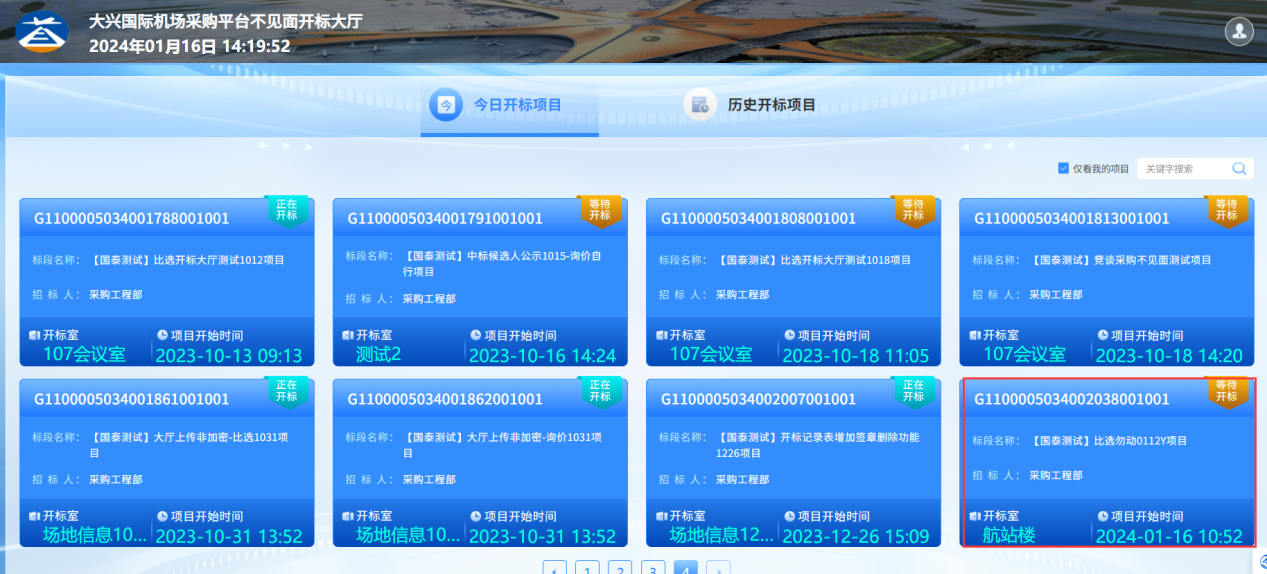 大兴国际机场采购平台不见面开标大厅
2024年01月16日 14:19:52
今 今日开标项目
历史开标项目
仅看我的项目
关键字搜索
G1100005034001788001001
正在
开标
标段名称： 【国泰测试】比选开标大厅测试1012项目
招 标 人： 采购工程部
开标室
项目开始时间
107会议室
2023-10-13 09:13
G1100005034001791001001
等待
开标
标段名称： 【国泰测试】中标候选人公示1015-询价自
行项目
招 标 人： 采购工程部
开标室
项目开始时间
测试2
2023-10-16 14:24
G1100005034001808001001
等待
开标
标段名称： 【国泰测试】比选开标大厅测试1018项目
招 标 人： 采购工程部
开标室
项目开始时间
107会议室
2023-10-18 11:05
G1100005034001813001001
等待
开标
标段名称： 【国泰测试】竞谈采购不见面测试项目
招 标 人： 采购工程部
开标室
项目开始时间
107会议室
2023-10-18 14:20
G1100005034001861001001
正在
开标
标段名称： 【国泰测试】大厅上传非加密-比选1031项
目
招 标 人： 采购工程部
开标室
项目开始时间
场地信息10...
2023-10-31 13:52
G1100005034001862001001
正在
开标
标段名称： 【国泰测试】大厅上传非加密-询价1031项
目
招 标 人： 采购工程部
开标室
项目开始时间
场地信息10...
2023-10-31 13:52
G1100005034002007001001
正在
开标
标段名称： 【国泰测试】开标记录表增加签章删除功能
1226项目
招 标 人： 采购工程部
开标室
项目开始时间
场地信息12...
2023-12-26 15:09
G1100005034002038001001
等待
开标
标段名称： 【国泰测试】比选勿动0112Y项目
招 标 人： 采购工程部
开标室
项目开始时间
航站楼
2024-01-16 10:52
1 2 3 4